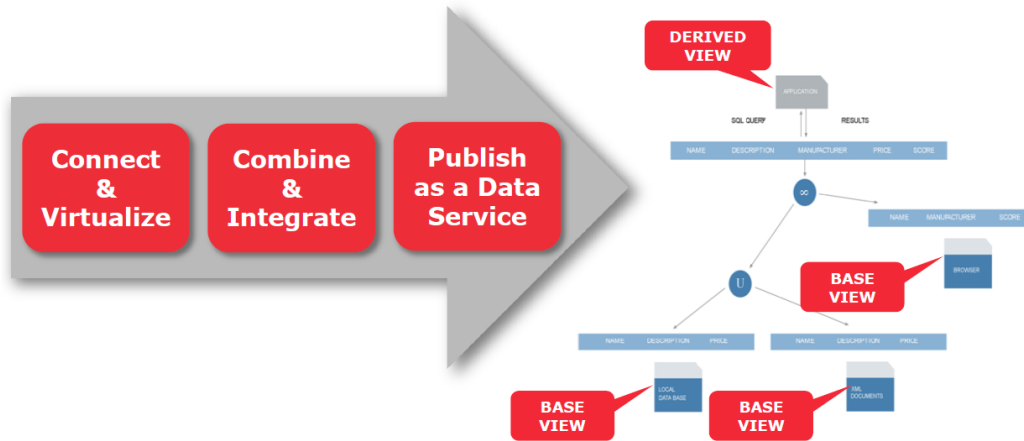 Connect
&
Virtualize
Combine
&
Integrate
Publish
as a Data
Service
DERIVED
VIEW
APPLICATION
SQL QUERY
RESULTS
NAME DESCRIPTION MANUFACTURER PRICE SCORE
∞
NAME MANUFACTURER SCORE
BASE
VIEW
BROWSER
U
NAME DESCRIPTION PRICE
NAME DESCRIPTION PRICE
BASE
VIEW
LOCAL
DATA BASE
BASE
VIEW
XML
DOCUMENTS